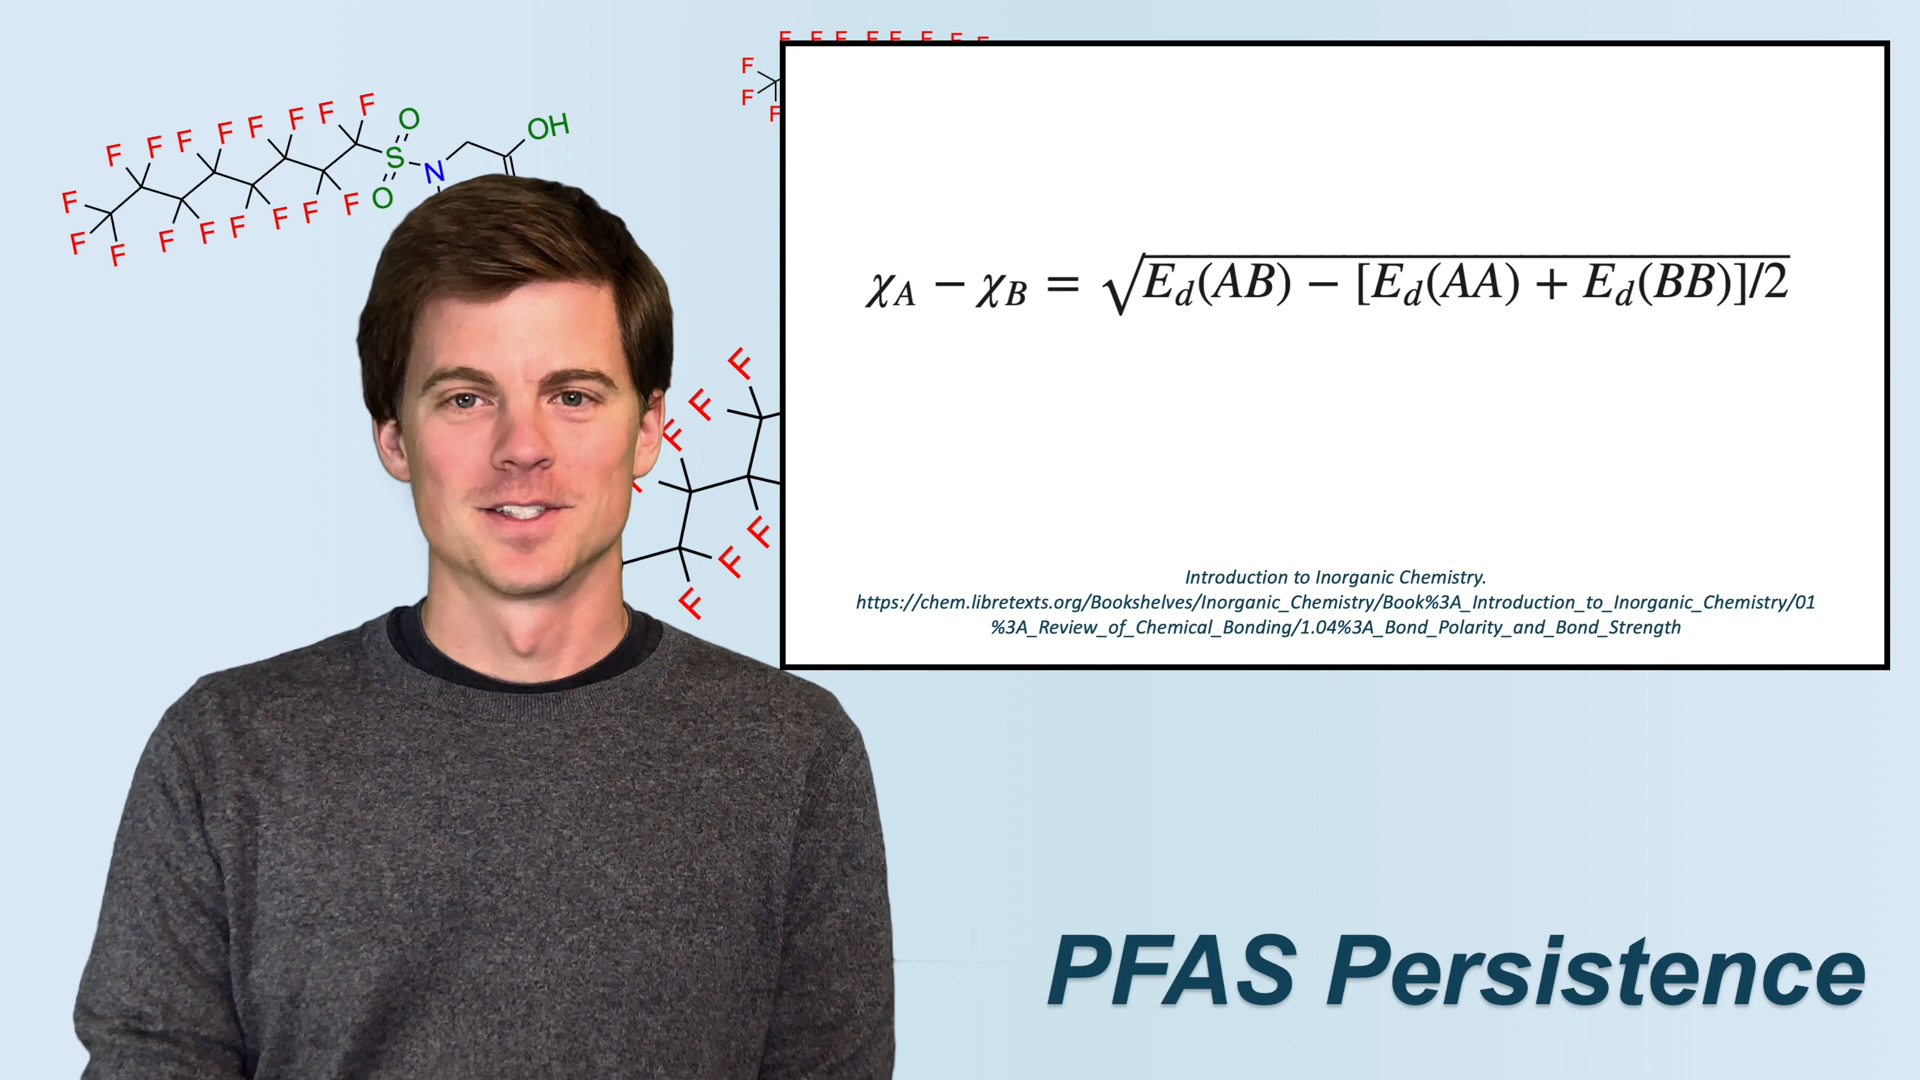 F F F F F F F F
F
F
F
F F F F F F F F
O
S
N
O
OH
F
F
F
F F F F F F F
χA − χB = √Ed(AB) − [Ed(AA) + Ed(BB)]/2
F
F
F
F
F
F
Introduction to Inorganic Chemistry.
https://chem.libretexts.org/Bookshelves/Inorganic_Chemistry/Book%3A_Introduction_to_Inorganic_Chemistry/01
%3A_Review_of_Chemical_Bonding/1.04%3A_Bond_Polarity_and_Bond_Strength
PFAS Persistence